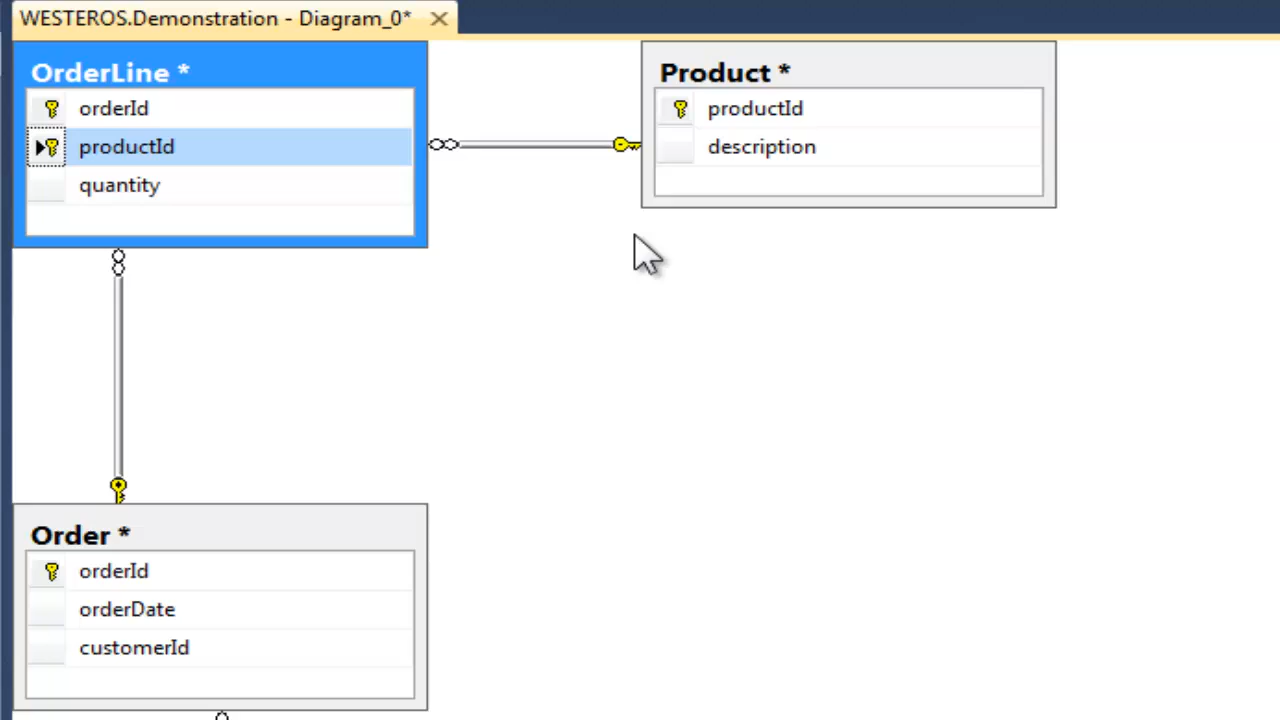 WESTEROS.Demonstration - Diagram_0*
OrderLine *
orderId
productId
quantity
Product *
productId
description
Order *
orderId
orderDate
customerId